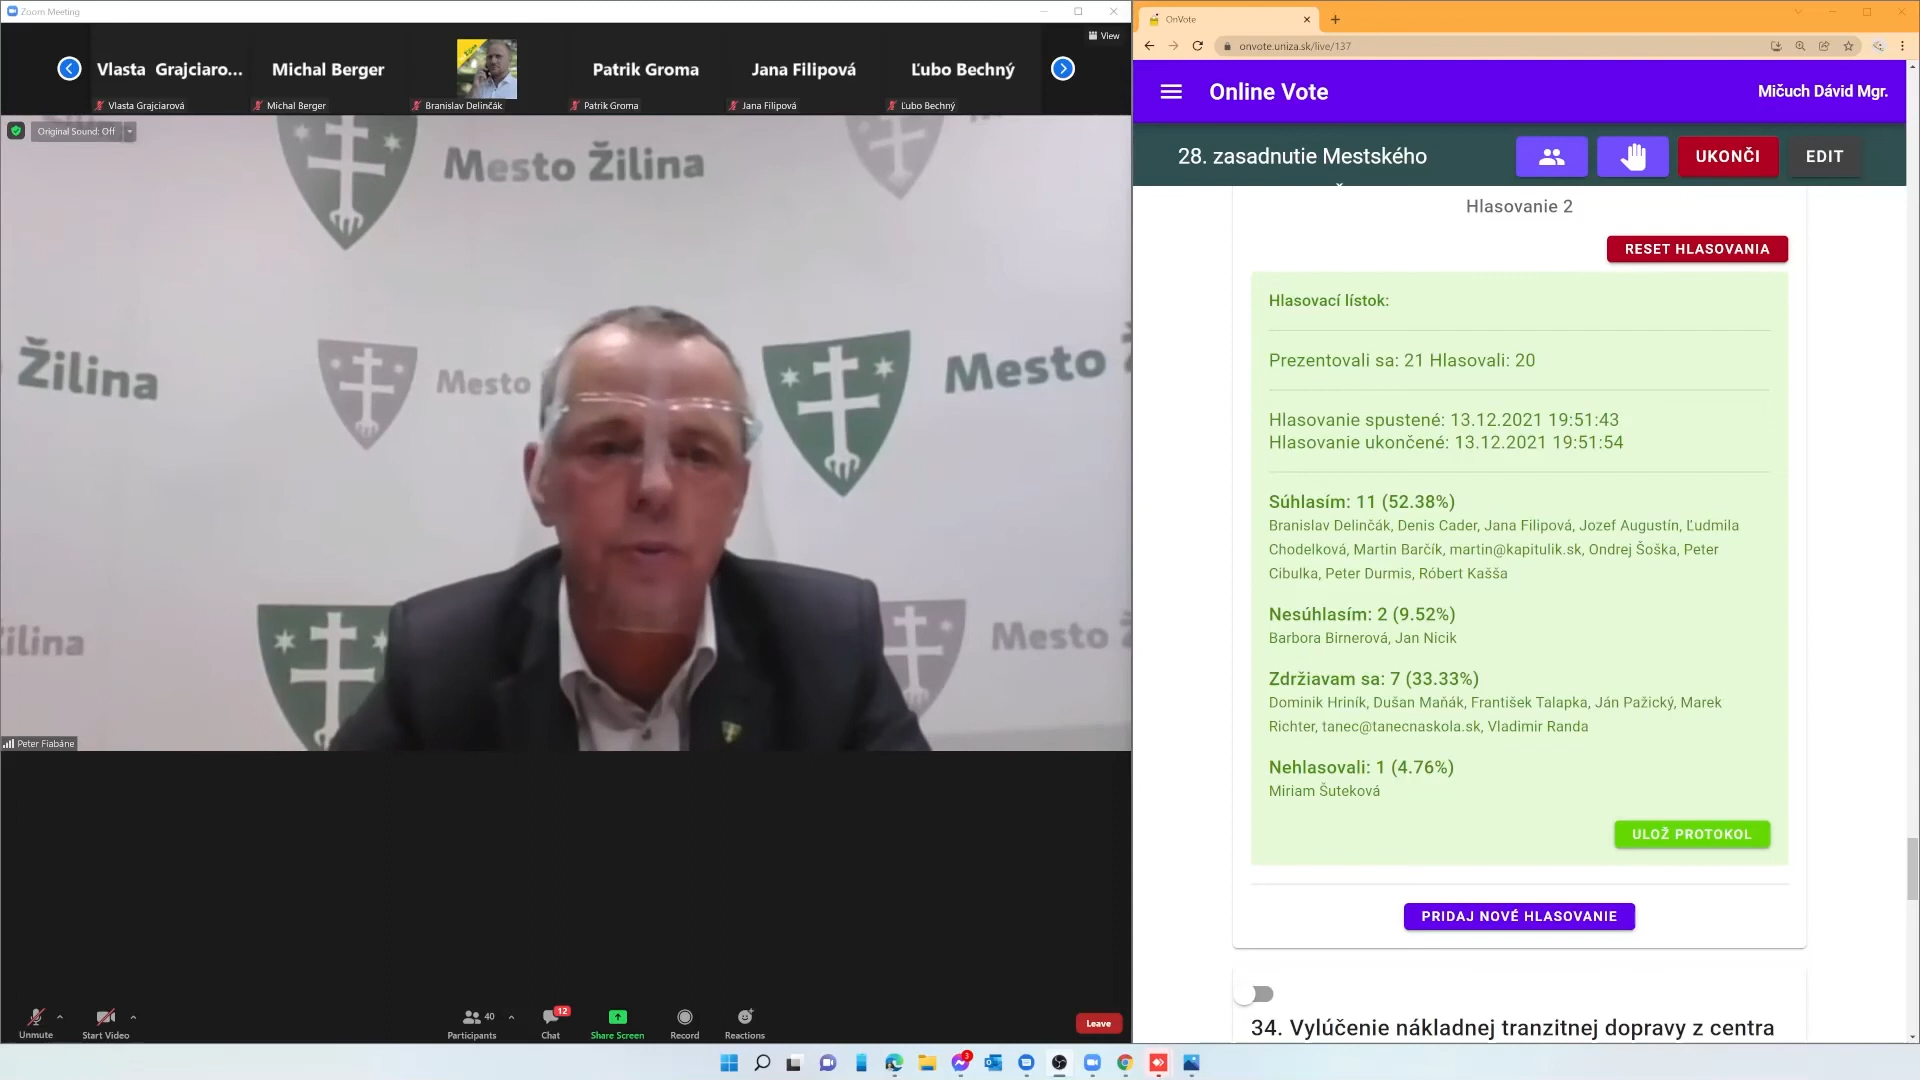 Zoom Meeting
View
Vlasta Grajciaro...
Michal Berger
Patrik Groma
Jana Filipová
Ľubo Bechný
Vlasta Grajciarová
Michal Berger
Branislav Delinčák
Patrik Groma
Jana Filipová
Ľubo Bechný
Original Sound: Off
Mesto Žilina
Žilina
Mesto
Mesto
ilina
Mesto
Peter Fiabáne
Unmute
Start Video
40
Participants
12
Chat
Share Screen
Record
Reactions
Leave
OnVote
onvote.uniza.sk/live/137
Online Vote
Mičuch Dávid Mgr.
28. zasadnutie Mestského
UKONČI
EDIT
Hlasovanie 2
RESET HLASOVANIA
Hlasovací lístok:
Prezentovali sa: 21 Hlasovali: 20
Hlasovanie spustené: 13.12.2021 19:51:43
Hlasovanie ukončené: 13.12.2021 19:51:54
Súhlasím: 11 (52.38%)
Branislav Delinčák, Denis Cader, Jana Filipová, Jozef Augustín, Ľudmila
Chodelková, Martin Barčík, martin@kapitulik.sk, Ondrej Šoška, Peter
Cibulka, Peter Durmis, Róbert Kašša
Nesúhlasím: 2 (9.52%)
Barbora Birnerová, Jan Nicik
Zdržiavam sa: 7 (33.33%)
Dominik Hriník, Dušan Maňák, František Talapka, Ján Pažický, Marek
Richter, tanec@tanecnaskola.sk, Vladimir Randa
Nehlasovali: 1 (4.76%)
Miriam Šuteková
ULOŽ PROTOKOL
PRIDAJ NOVÉ HLASOVANIE
34. Vylúčenie nákladnej tranzitnej dopravy z centra
3